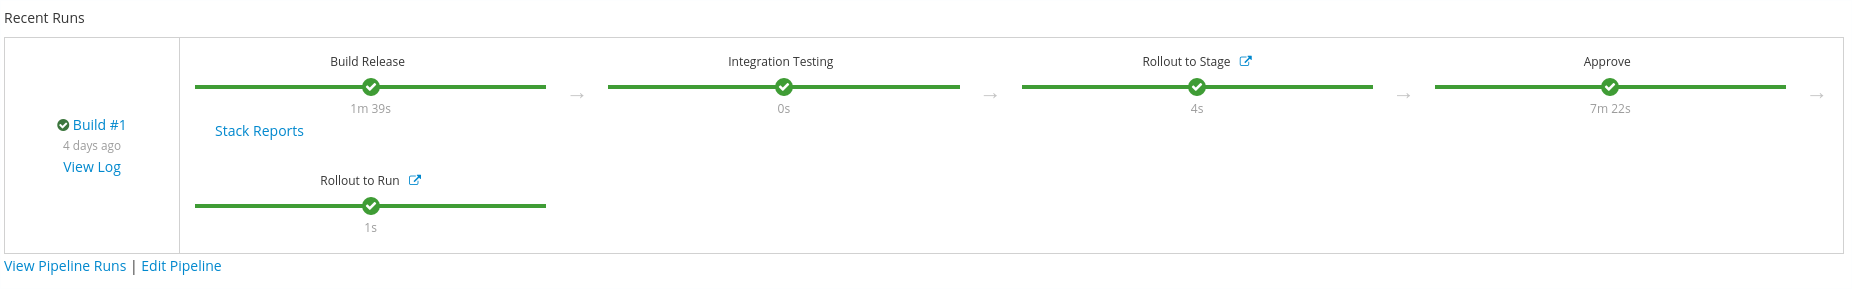 Recent Runs
Build #1
4 days ago
View Log
Build Release
1m 39s
Stack Reports
Integration Testing
0s
Rollout to Stage
4s
Approve
7m 22s
Rollout to Run
1s
View Pipeline Runs | Edit Pipeline